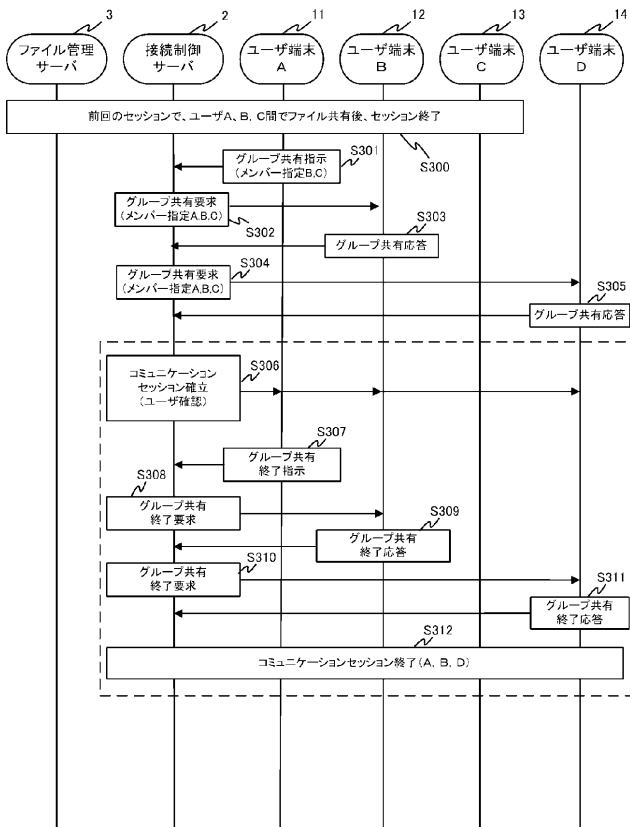 3
2
11
12
13
14
ファイル管理
サーバ
接続制御
サーバ
ユーザ端末
A
ユーザ端末
B
ユーザ端末
C
ユーザ端末
D
前回のセッションで、ユーザA, B, C間でファイル共有後、セッション終了
S300
S301
グループ共有指示
(メンバー指定B,C)
グループ共有要求
(メンバー指定A,B,C)
S302
S303
グループ共有応答
S304
グループ共有要求
(メンバー指定A,B,C)
S305
グループ共有応答
S306
コミュニケーション
セッション確立
(ユーザ確認)
S307
グループ共有
終了指示
S308
グループ共有
終了要求
S309
グループ共有
終了応答
S310
グループ共有
終了要求
S311
グループ共有
終了応答
S312
コミュニケーションセッション終了(A, B, D)